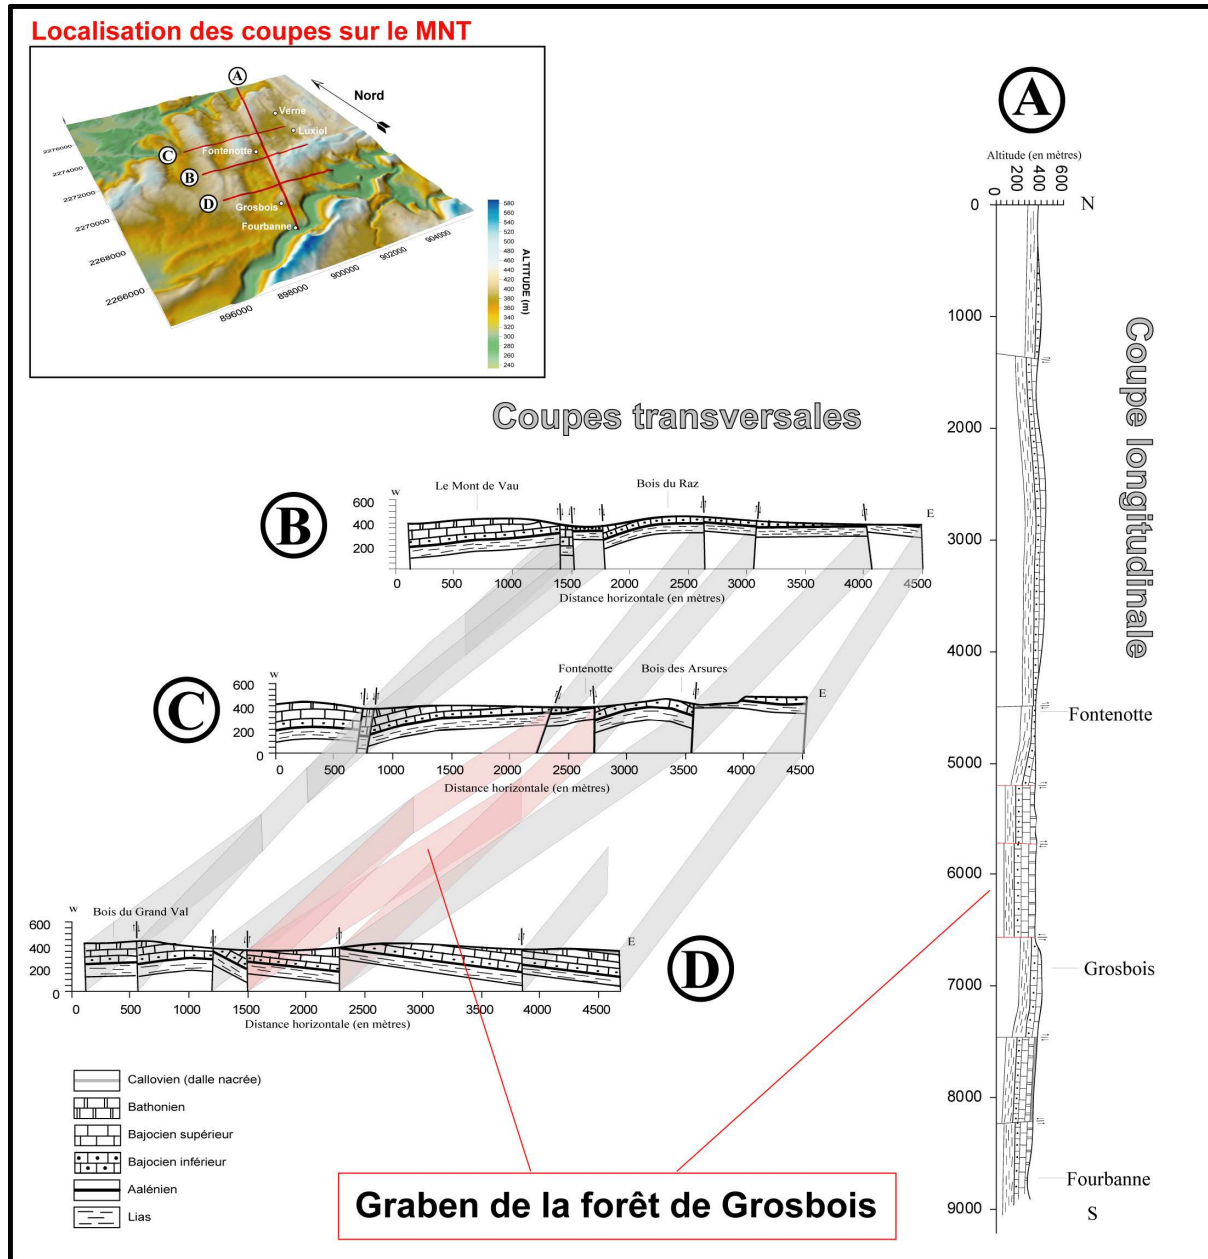 Localisation des coupes sur le MNT
A
Nord
Verne
Luxiol
Fontenotte
C
B
D
Grosbois
Fourbanne
2276000
2274000
2272000
2270000
2268000
2266000
896000
898000
900000
902000
904000
580
560
540
520
500
480
460
440
420
400
380
360
340
320
300
280
260
240
ALTITUDE (m)
A
Altitude (en mètres)
0 200 400 600
N
0
1000
2000
3000
4000
5000
6000
7000
8000
9000
Coupe longitudinale
Fontenotte
Grosbois
Fourbanne
S
Coupes transversales
B
Le Mont de Vau
Bois du Raz
W
E
600
400
200
0 500 1000 1500 2000 2500 3000 3500 4000 4500
Distance horizontale (en mètres)
C
Fontenotte
Bois des Arsures
W
E
600
400
200
0
0 500 1000 1500 2000 2500 3000 3500 4000 4500
Distance horizontale (en mètres)
D
Bois du Grand Val
W
E
600
400
200
0
0 500 1000 1500 2000 2500 3000 3500 4000 4500
Distance horizontale (en mètres)
Callovien (dalle nacrée)
Bathonien
Bajocien supérieur
Bajocien inférieur
Aalénien
Lias
Graben de la forêt de Grosbois